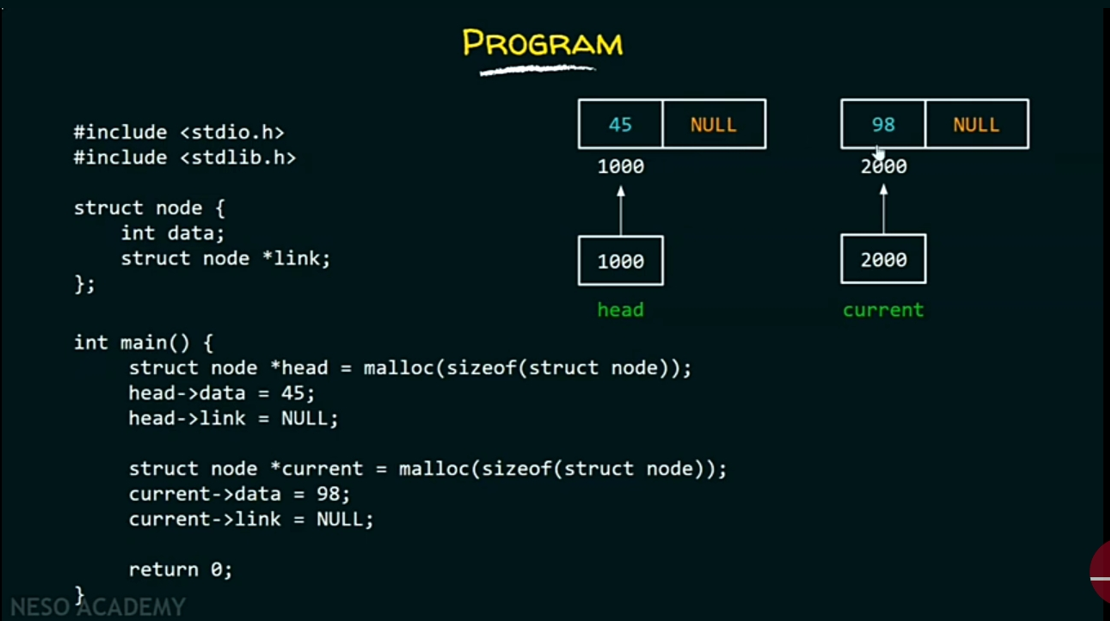 PROGRAM
#include <stdio.h>
#include <stdlib.h>
struct node {
int data;
struct node *link;
};
int main() {
struct node *head = malloc(sizeof(struct node));
head->data = 45;
head->link = NULL;
struct node *current = malloc(sizeof(struct node));
current->data = 98;
current->link = NULL;
return 0;
}
45 NULL
1000
1000
head
98 NULL
2000
2000
current
NESO ACADEMY